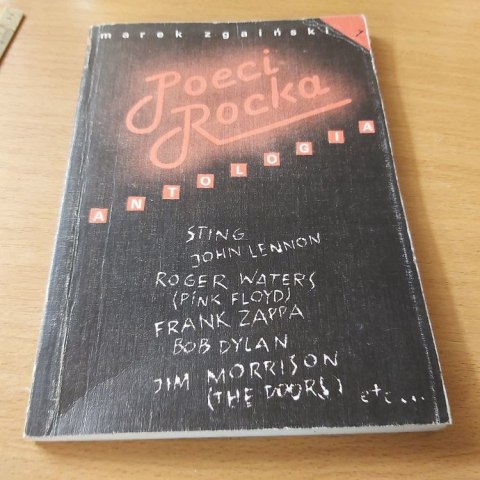 marek zgaiński
Poeci
Rocka
ANTOLOGIA
STING
JOHN LENNON
ROGER WATERS
(PINK FLOYD)
FRANK ZAPPA
BOB DYLAN
JIM MORRISON
(THE DOORS) etc...